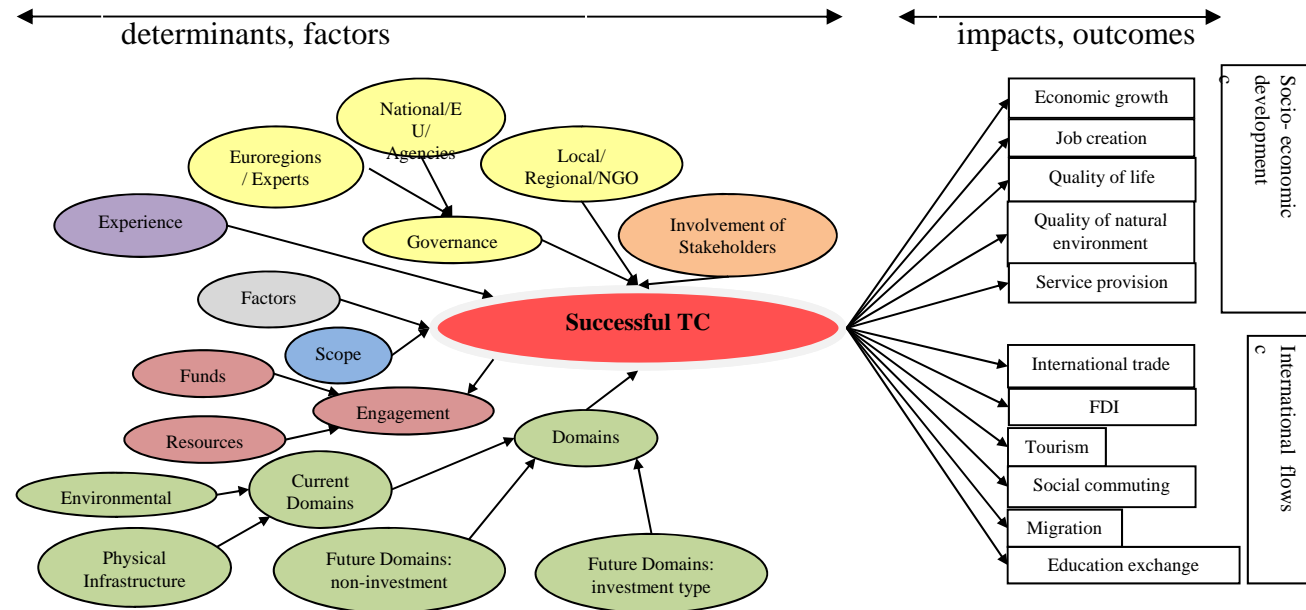 determinants, factors
impacts, outcomes
National/E
U/
Agencies
Euroregions
/ Experts
Local/
Regional/NGO
Experience
Governance
Involvement of
Stakeholders
Factors
Successful TC
Scope
Funds
Engagement
Resources
Domains
Environmental
Current
Domains
Physical
Infrastructure
Future Domains:
non-investment
Future Domains:
investment type
Economic growth
Job creation
Quality of life
Quality of natural
environment
Service provision
International trade
FDI
Tourism
Social commuting
Migration
Education exchange
Socio- economic
development
c
International flows
c